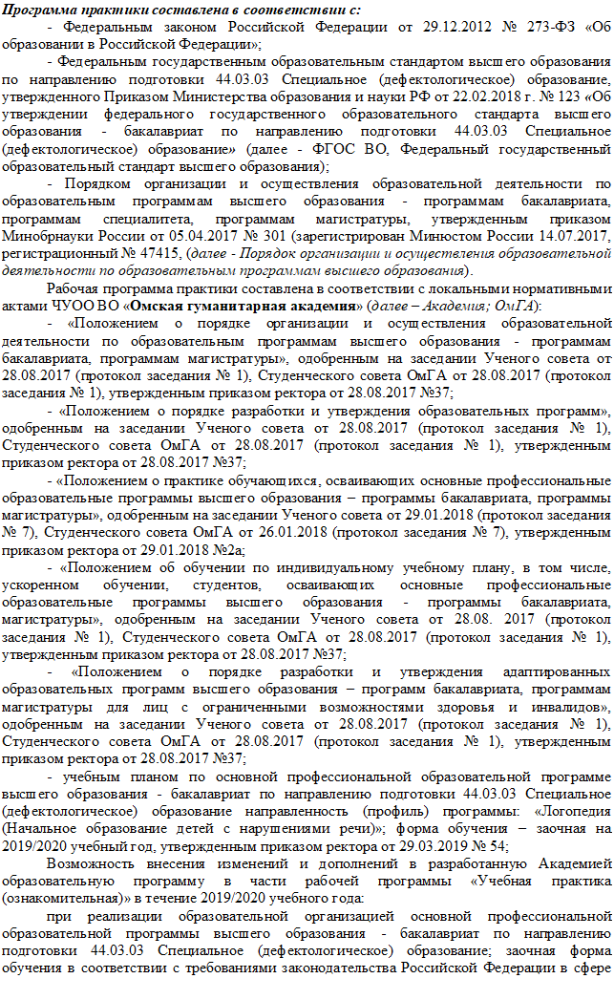 Программа практики составлена в соответствии с:
- Федеральным законом Российской Федерации от 29.12.2012 № 273-ФЗ «Об
образовании в Российской Федерации»;
- Федеральным государственным образовательным стандартом высшего образования
по направлению подготовки 44.03.03 Специальное (дефектологическое) образование,
утвержденного Приказом Министерства образования и науки РФ от 22.02.2018 г. № 123 «Об
утверждении федерального государственного образовательного стандарта высшего
образования - бакалавриат по направлению подготовки 44.03.03 Специальное
(дефектологическое) образование» (далее - ФГОС ВО, Федеральный государственный
образовательный стандарт высшего образования);
- Порядком организации и осуществления образовательной деятельности по
образовательным программам высшего образования - программам бакалавриата,
программам специалитета, программам магистратуры, утвержденным приказом
Минобрнауки России от 05.04.2017 № 301 (зарегистрирован Минюстом России 14.07.2017,
регистрационный № 47415, (далее - Порядок организации и осуществления образовательной
деятельности по образовательным программам высшего образования).
Рабочая программа практики составлена в соответствии с локальными нормативными
актами ЧУОО ВО «Омская гуманитарная академия» (далее – Академия; ОмГА):
- «Положением о порядке организации и осуществления образовательной
деятельности по образовательным программам высшего образования - программам
бакалавриата, программам магистратуры», одобренным на заседании Ученого совета от
28.08.2017 (протокол заседания № 1), Студенческого совета ОмГА от 28.08.2017 (протокол
заседания № 1), утвержденным приказом ректора от 28.08.2017 №37;
- «Положением о порядке разработки и утверждения образовательных программ»,
одобренным на заседании Ученого совета от 28.08.2017 (протокол заседания № 1),
Студенческого совета ОмГА от 28.08.2017 (протокол заседания № 1), утвержденным
приказом ректора от 28.08.2017 №37;
- «Положением о практике обучающихся, осваивающих основные профессиональные
образовательные программы высшего образования – программы бакалавриата, программы
магистратуры», одобренным на заседании Ученого совета от 29.01.2018 (протокол заседания
№ 7), Студенческого совета ОмГА от 26.01.2018 (протокол заседания № 7), утвержденным
приказом ректора от 29.01.2018 №2а;
- «Положением об обучении по индивидуальному учебному плану, в том числе,
ускоренном обучении, студентов, осваивающих основные профессиональные
образовательные программы высшего образования - программы бакалавриата,
магистратуры», одобренным на заседании Ученого совета от 28.08. 2017 (протокол
заседания № 1), Студенческого совета ОмГА от 28.08.2017 (протокол заседания № 1),
утвержденным приказом ректора от 28.08.2017 №37;
- «Положением о порядке разработки и утверждения адаптированных
образовательных программ высшего образования – программ бакалавриата, программам
магистратуры для лиц с ограниченными возможностями здоровья и инвалидов»,
одобренным на заседании Ученого совета от 28.08.2017 (протокол заседания № 1),
Студенческого совета ОмГА от 28.08.2017 (протокол заседания № 1), утвержденным
приказом ректора от 28.08.2017 №37;
- учебным планом по основной профессиональной образовательной программе
высшего образования - бакалавриат по направлению подготовки 44.03.03 Специальное
(дефектологическое) образование направленность (профиль) программы: «Логопедия
(Начальное образование детей с нарушениями речи)»; форма обучения – заочная на
2019/2020 учебный год, утвержденным приказом ректора от 29.03.2019 № 54;
Возможность внесения изменений и дополнений в разработанную Академией
образовательную программу в части рабочей программы «Учебная практика
(ознакомительная)» в течение 2019/2020 учебного года:
при реализации образовательной организацией основной профессиональной
образовательной программы высшего образования - бакалавриат по направлению
подготовки 44.03.03 Специальное (дефектологическое) образование; заочная форма
обучения в соответствии с требованиями законодательства Российской Федерации в сфере